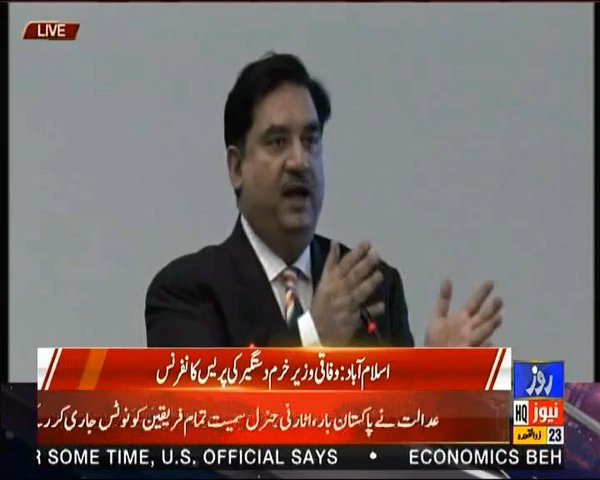 LIVE
اسلام آباد: وفاقی وزیر خرم دستگیر کی پریس کانفرنس
روز
HQ نیوز
عدالت نے پاکستان بار، اٹارنی جنرل سمیت تمام فریقین کو نوٹس جاری کر
23 ذوالقعدہ
R SOME TIME, U.S. OFFICIAL SAYS • ECONOMICS BEH